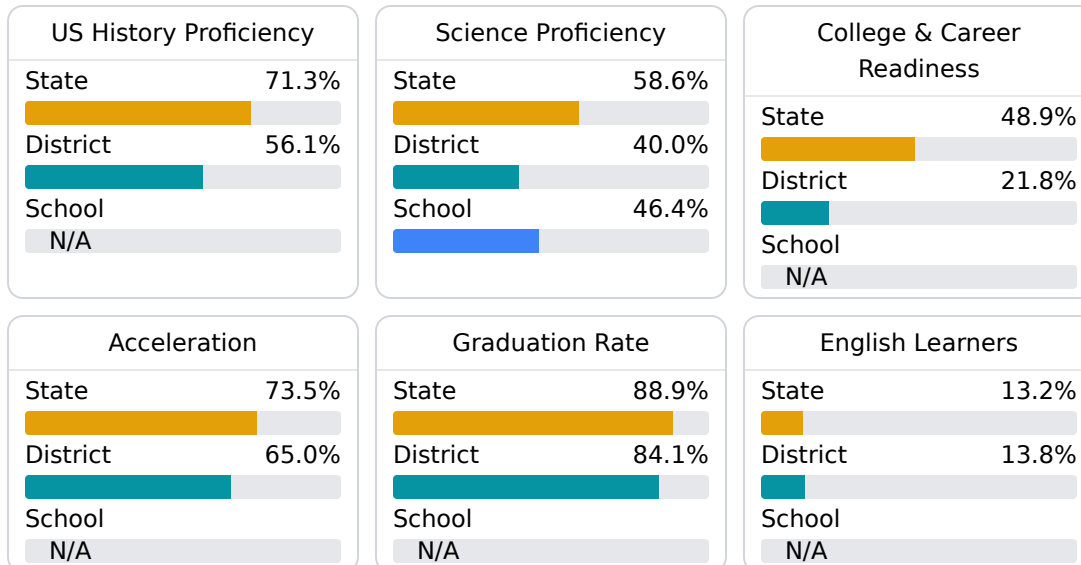 US History Proficiency
State 71.3%
District 56.1%
School
N/A
Science Proficiency
State 58.6%
District 40.0%
School 46.4%
College & Career
Readiness
State 48.9%
District 21.8%
School
N/A
Acceleration
State 73.5%
District 65.0%
School
N/A
Graduation Rate
State 88.9%
District 84.1%
School
N/A
English Learners
State 13.2%
District 13.8%
School
N/A